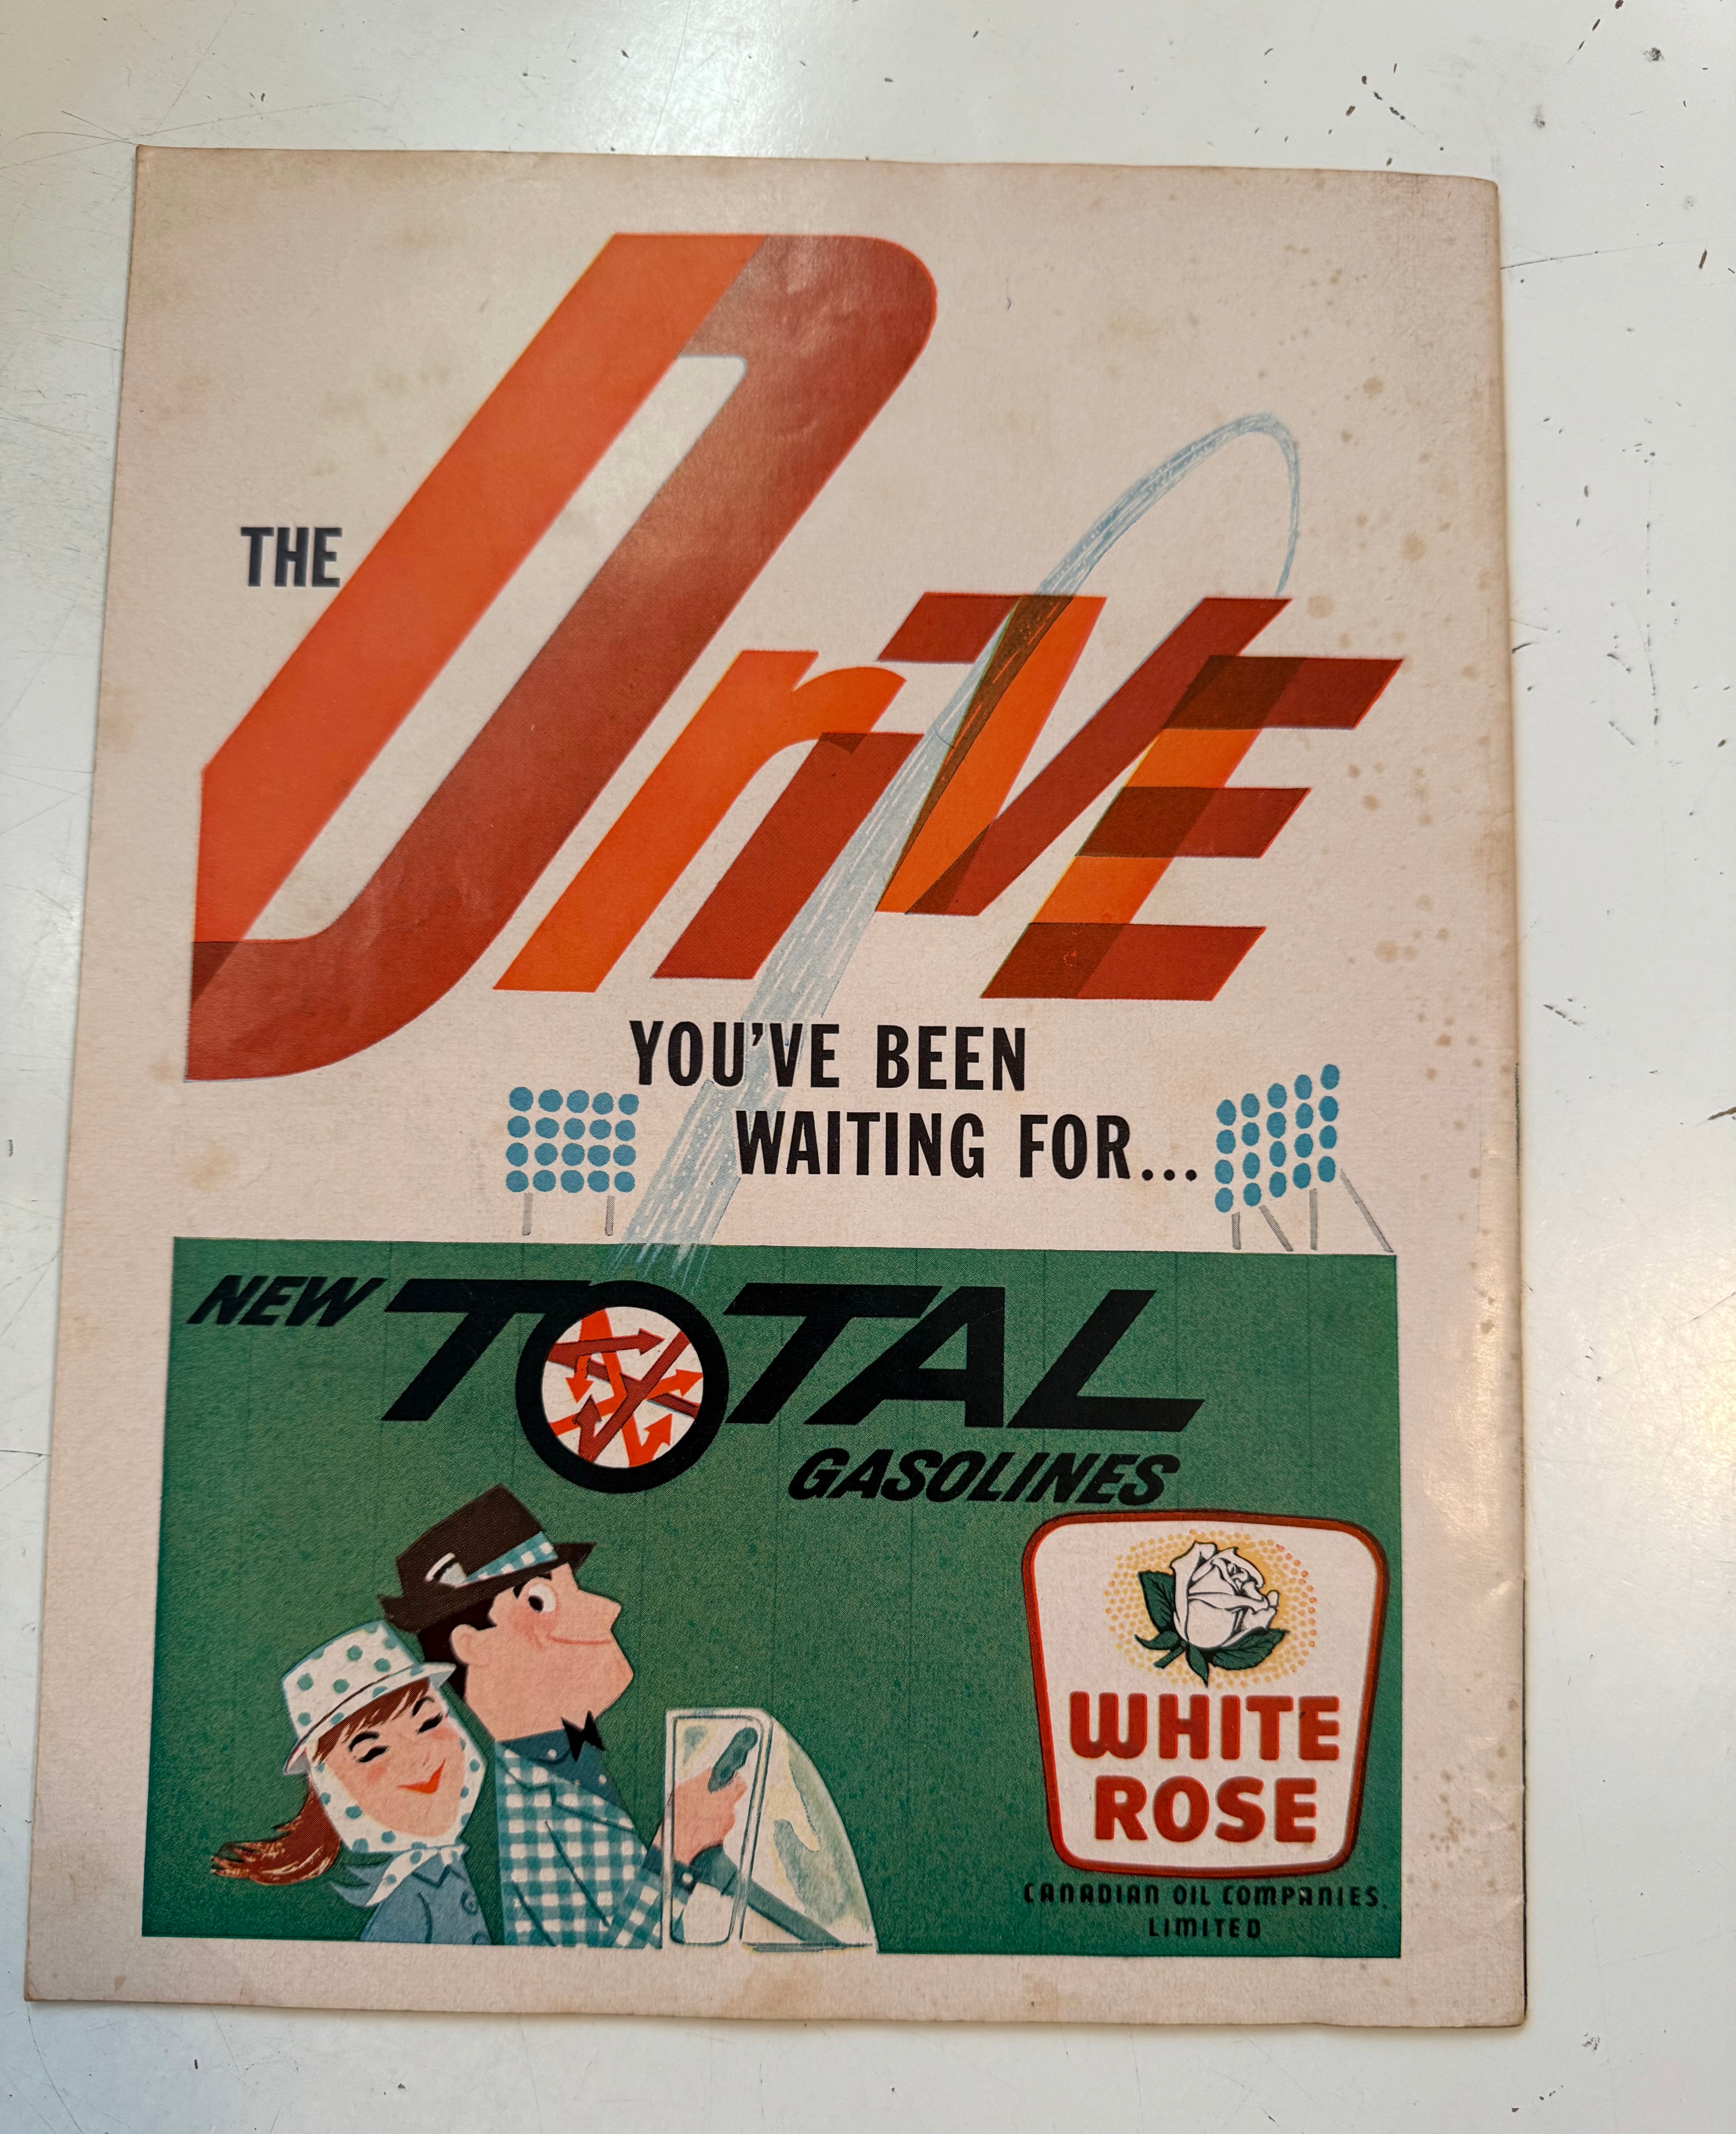 THE
DriVE
YOU'VE BEEN
WAITING FOR...
NEW TOTAL
GASOLINES
WHITE
ROSE
CANADIAN OIL COMPANIES,
LIMITED